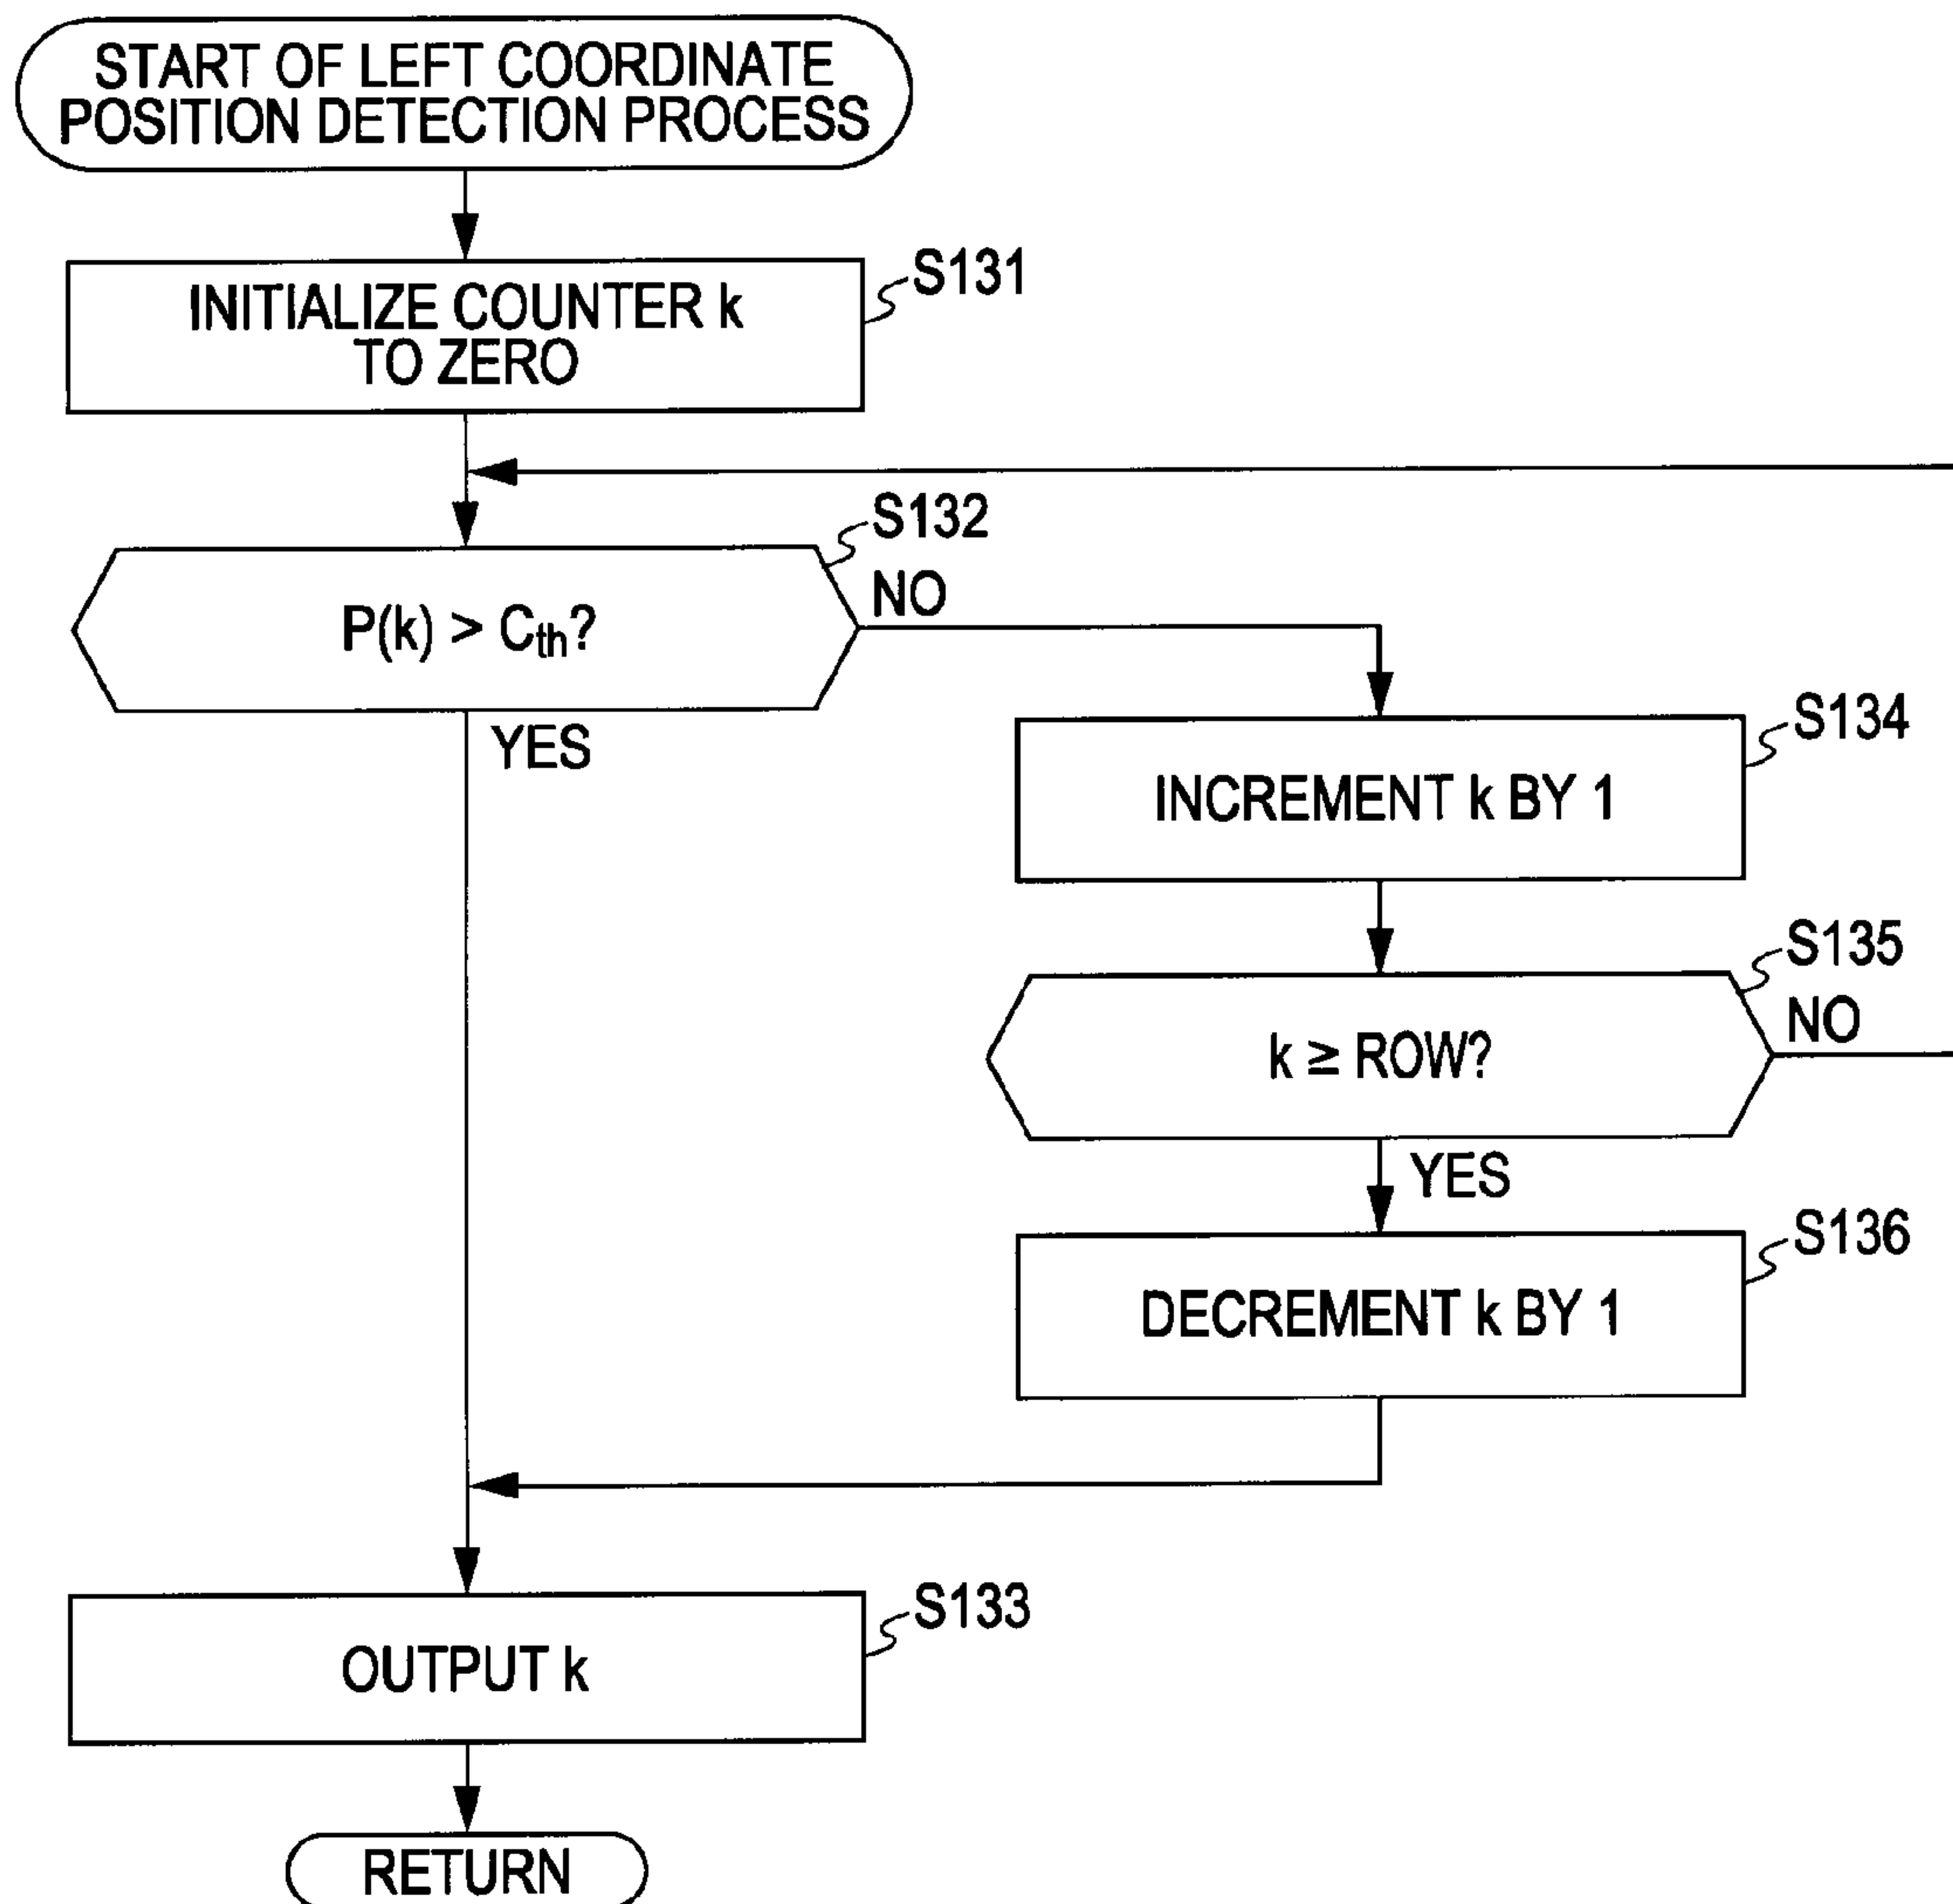 START OF LEFT COORDINATE
POSITION DETECTION PROCESS
S131
INITIALIZE COUNTER k
TO ZERO
S132
P(k) > Cth?
NO
YES
S134
INCREMENT k BY 1
S135
k ≥ ROW?
NO
YES
S136
DECREMENT k BY 1
S133
OUTPUT k
RETURN